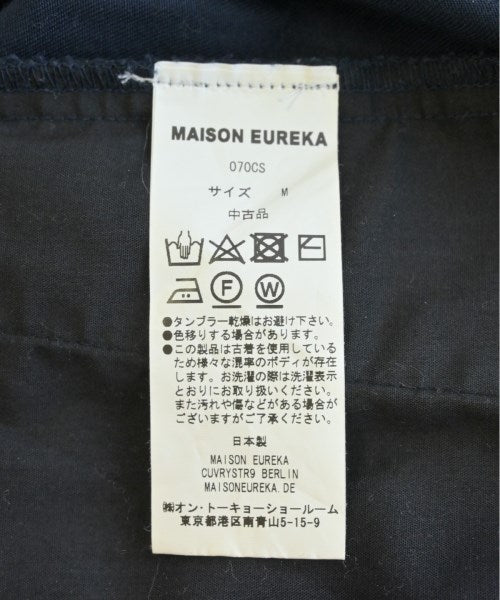 MAISON EUREKA
070CS
サイズ M
中古品
F W
●タンブラー乾燥はお避け下さい。
●色移りする場合があります。
●この製品は古着を使用している
ため様々な混率のボディが存在
します。お洗濯の際は洗濯表示
とおりにお取り扱いください。
また汚れや傷などがある場合が
ございますがご了承ください。
日本製
MAISON EUREKA
CUVRYSTR9 BERLIN
MAISONEUREKA.DE
㈱オン・トーキョーショールーム
東京都港区南青山5-15-9